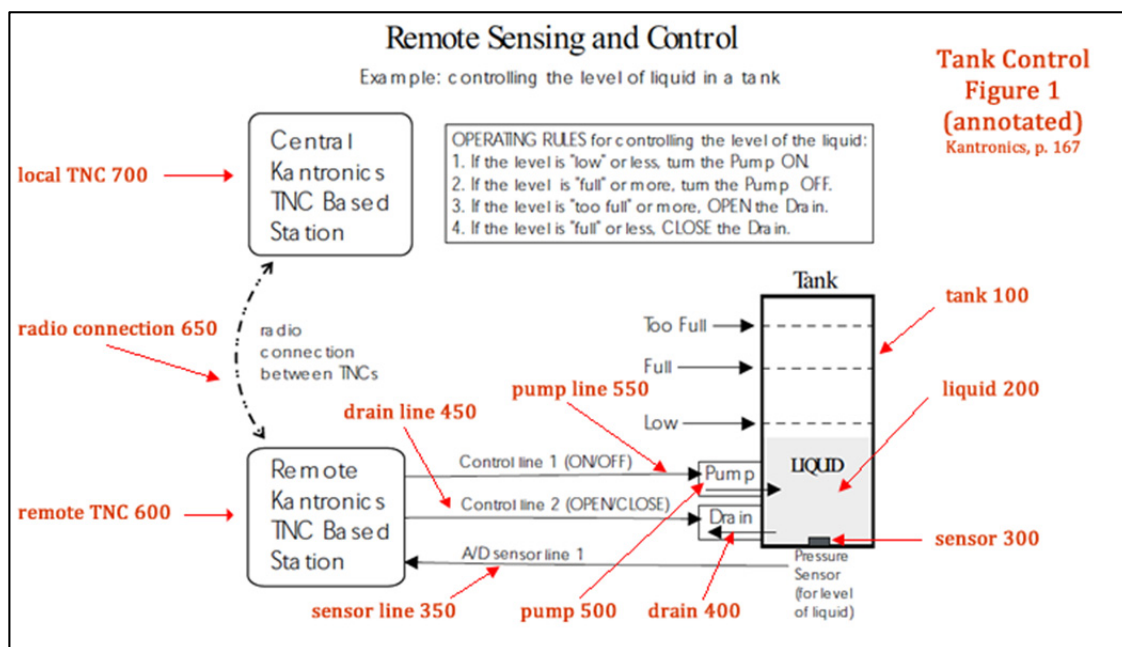 Remote Sensing and Control
Example: controlling the level of liquid in a tank
Tank Control
Figure 1
(annotated)
Kantronics, p. 167
local TNC 700
Central
Kantronics
TNC Based
Station
OPERATING RULES for controlling the level of the liquid:
1. If the level is "low" or less, turn the Pump ON.
2. If the level is "full" or more, turn the Pump OFF.
3. If the level is "too full" or more, OPEN the Drain.
4. If the level is "full" or less, CLOSE the Drain.
Tank
tank 100
radio connection 650
radio
connection
between TNCs
Too Full
Full
Low
pump line 550
drain line 450
liquid 200
LIQUID
remote TNC 600
Remote
Kantronics
TNC Based
Station
Control line 1 (ON/OFF)
Pump
Control line 2 (OPEN/CLOSE)
Drain
A/D sensor line 1
sensor 300
Pressure
Sensor
(for level
of liquid)
sensor line 350
pump 500
drain 400